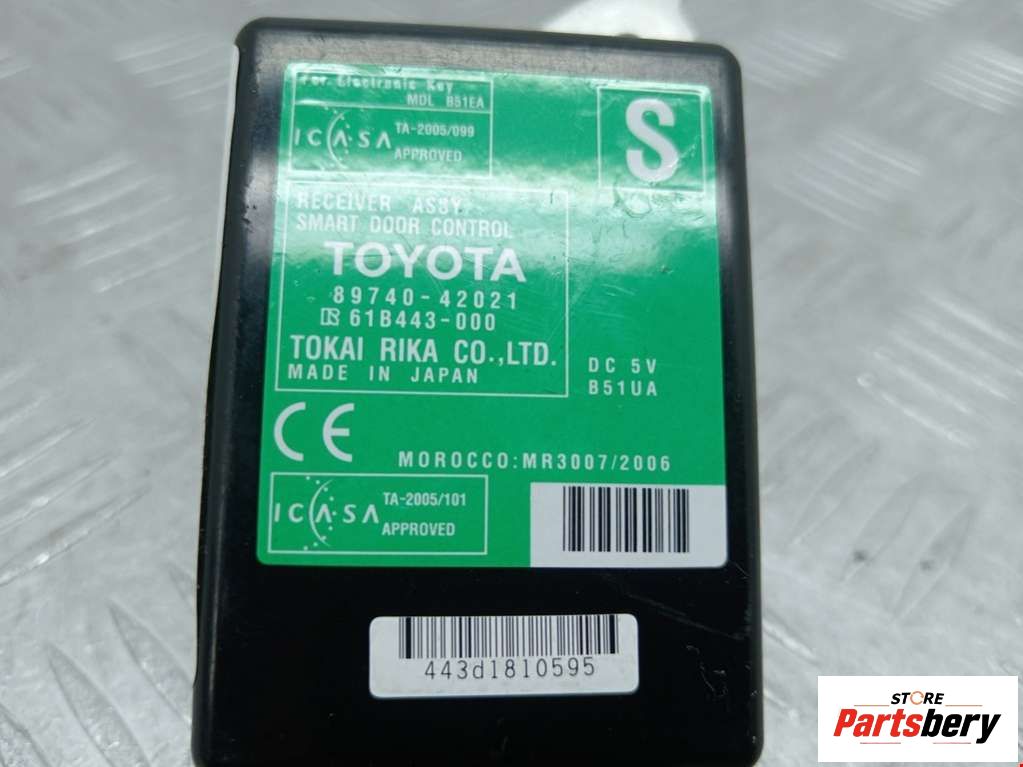 For Electronic Key
MDL B51EA
ICASA TA-2005/099
APPROVED
S
RECEIVER ASSY
SMART DOOR CONTROL
TOYOTA
89740-42021
61B443-000
TOKAI RIKA CO.,LTD.
MADE IN JAPAN
DC 5V
B51UA
CE
MOROCCO:MR3007/2006
ICASA TA-2005/101
APPROVED
443d1810595
STORE
Partsbery